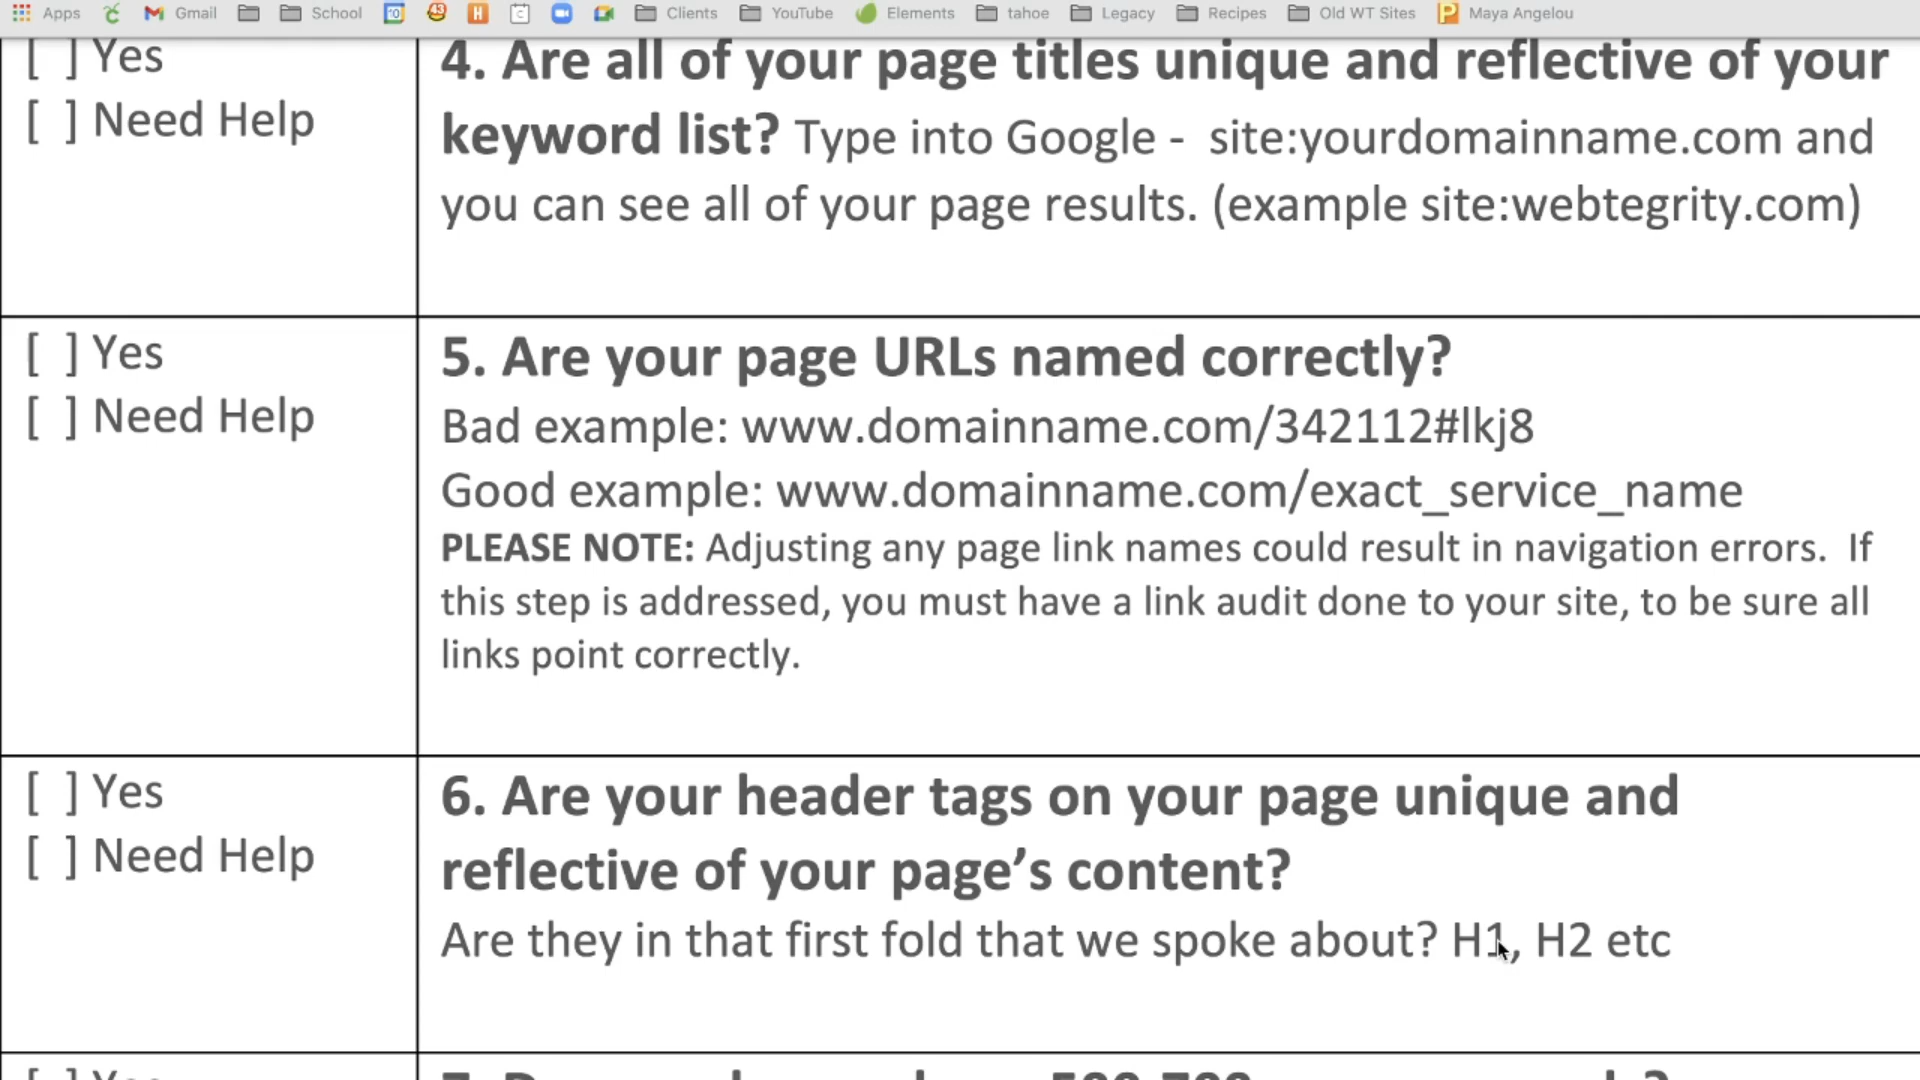 Apps Gmail School 43 H C Clients YouTube Elements tahoe Legacy Recipes Old WT Sites Maya Angelou
[ ] Yes
[ ] Need Help
4. Are all of your page titles unique and reflective of your
keyword list? Type into Google - site:yourdomainname.com and
you can see all of your page results. (example site:webtegrity.com)
[ ] Yes
[ ] Need Help
5. Are your page URLs named correctly?
Bad example: www.domainname.com/342112#lkj8
Good example: www.domainname.com/exact_service_name
PLEASE NOTE: Adjusting any page link names could result in navigation errors. If
this step is addressed, you must have a link audit done to your site, to be sure all
links point correctly.
[ ] Yes
[ ] Need Help
6. Are your header tags on your page unique and
reflective of your page’s content?
Are they in that first fold that we spoke about? H1, H2 etc
[ ] Yes